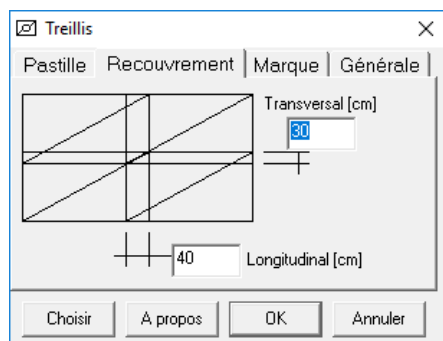 Treillis
Pastille Recouvrement Marque Générale
Transversal [cm]
30
40 Longitudinal [cm]
Choisir A propos OK Annuler